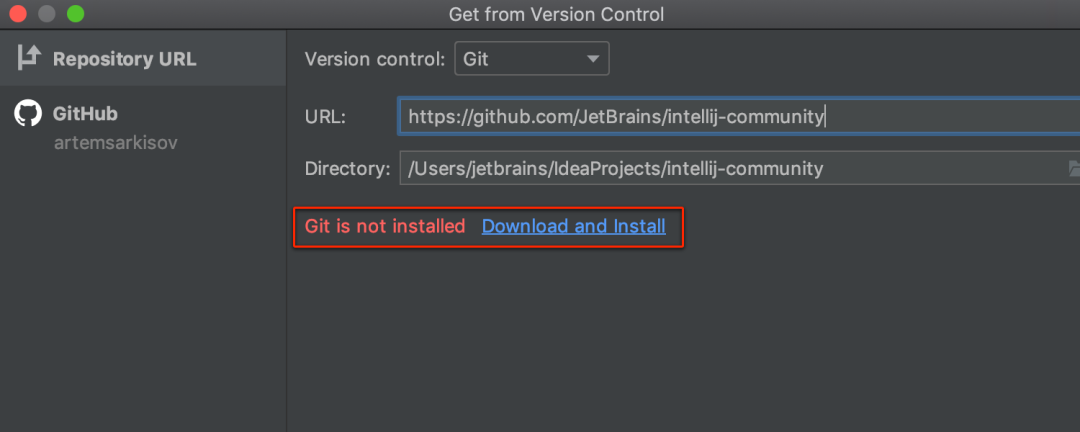 Get from Version Control
Repository URL
GitHub
artemsarkisov
Version control: Git
URL: https://github.com/JetBrains/intellij-community
Directory: /Users/jetbrains/IdeaProjects/intellij-community
Git is not installed Download and Install